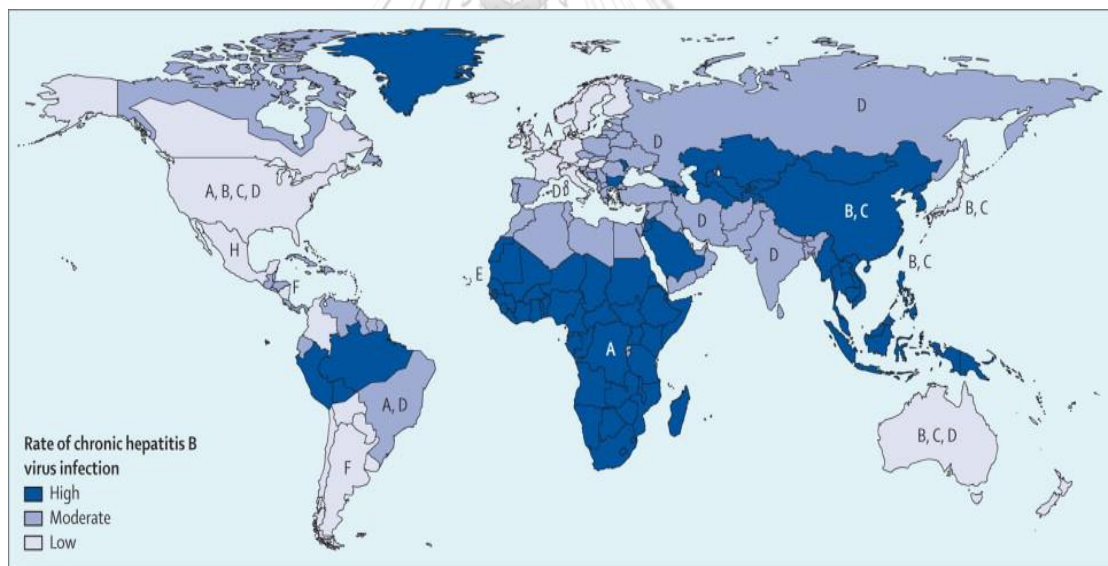 A
D
D
A, B, C, D
D
B, C
B, C
D
D
H
B, C
E
F
A
A, D
B, C, D
F
Rate of chronic hepatitis B
virus infection
High
Moderate
Low